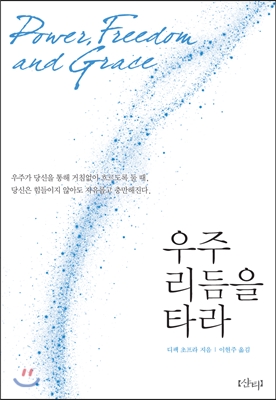 Power, Freedom
and Grace
우주가 당신을 통해 거침없이 흐르도록 둘 때,
당신은 힘들이지 않아도 자유롭고 충만해진다.
우주
리듬을
타라
디팩 초프라 지음 | 이현주 옮김
[산티]
yes